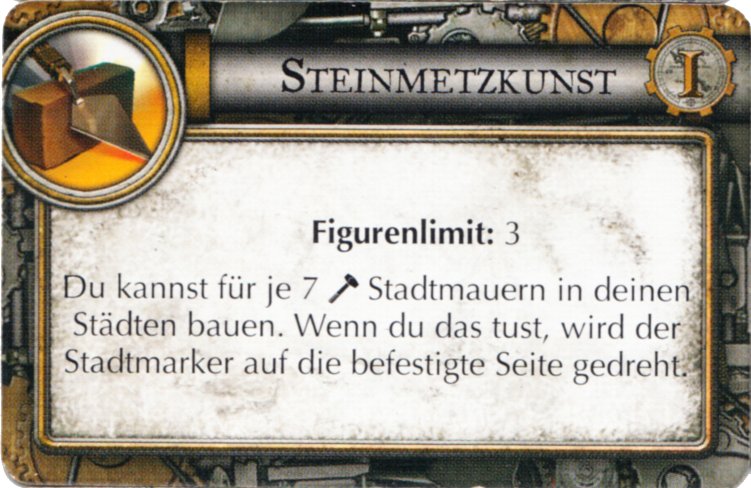 STEINMETZKUNST I
Figurenlimit: 3
Du kannst für je 7 Stadtmauern in deinen
Städten bauen. Wenn du das tust, wird der
Stadtmarker auf die befestigte Seite gedreht.